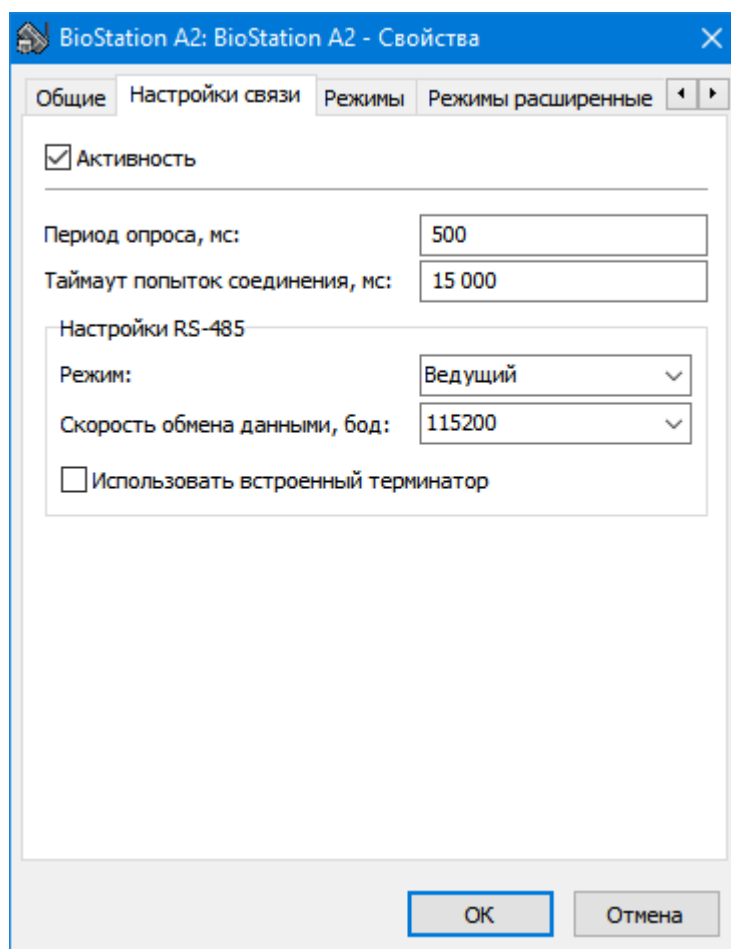 BioStation A2: BioStation A2 - Свойства
Общие Настройки связи Режимы Режимы расширенные
Активность
Период опроса, мс: 500
Таймаут попыток соединения, мс: 15 000
Настройки RS-485
Режим: Ведущий
Скорость обмена данными, бод: 115200
Использовать встроенный терминатор
ОК Отмена